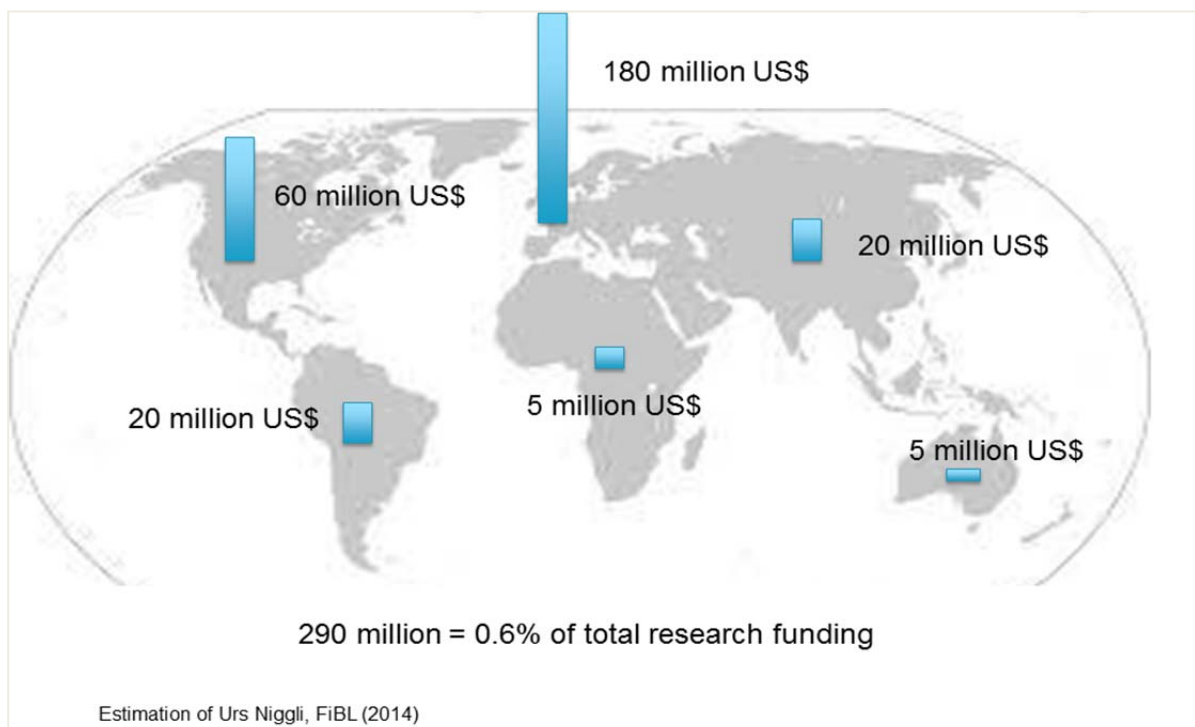 180 million US$
60 million US$
20 million US$
20 million US$
5 million US$
5 million US$
290 million = 0.6% of total research funding
Estimation of Urs Niggli, FiBL (2014)